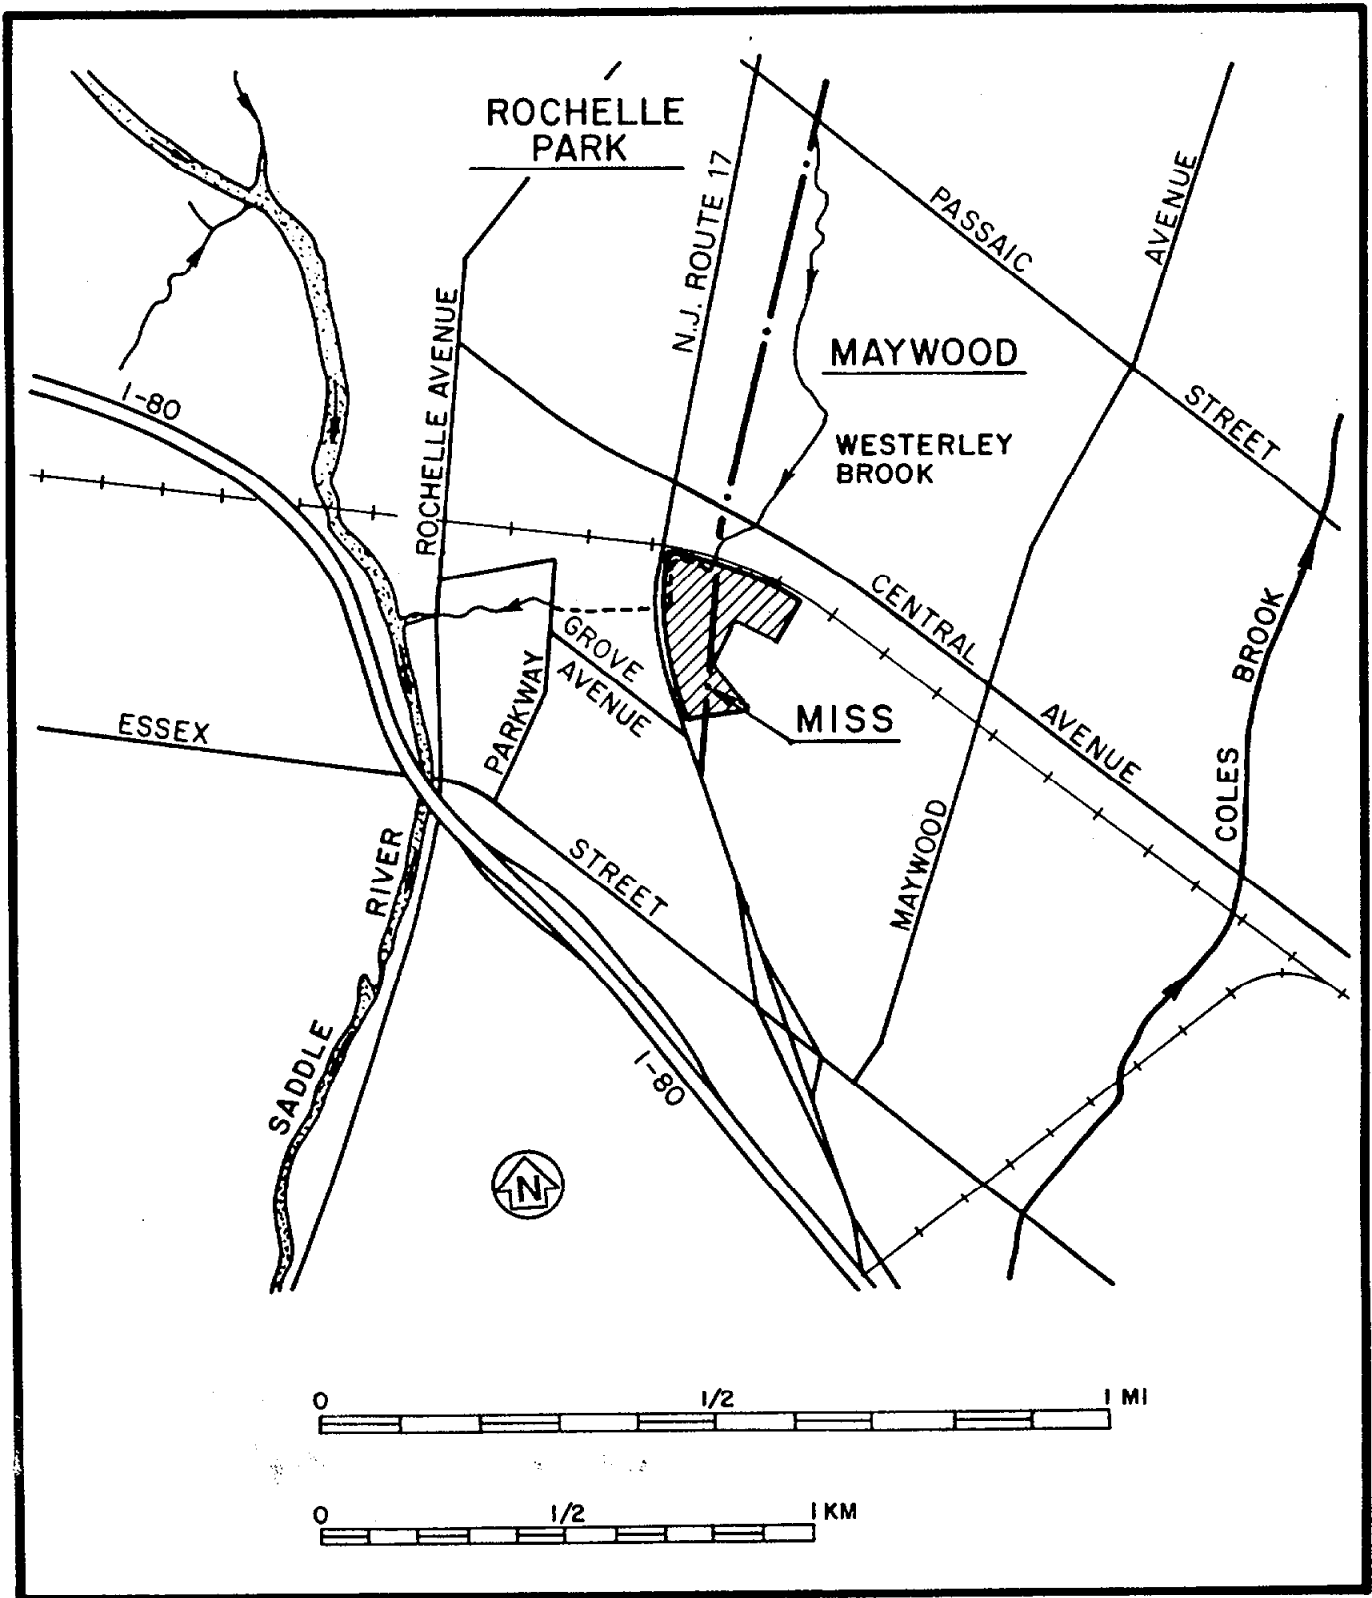 ROCHELLE
PARK
N.J. ROUTE 17
PASSAIC
STREET
AVENUE
MAYWOOD
ROCHELLE AVENUE
MAYWOOD
WESTERLEY
BROOK
I-80
CENTRAL
AVENUE
GROVE
AVENUE
PARKWAY
ESSEX
STREET
MISS
COLES
BROOK
SADDLE
RIVER
I-80
N
0
1/2
1 MI
0
1/2
1 KM